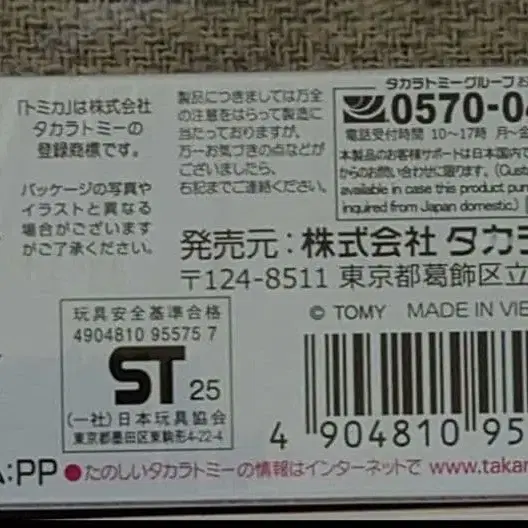 「トミカ」は株式会社
タカラトミーの
登録商標です。
パッケージの写真や
イラストと異なる
場合がございます
がご了承ください。
製品につきましては万全
の注意をはらって製造に
当たっておりますが、
万一お気づきの点などが
ございましたら、
右記までご連絡ください。
タカラトミーグループお
0570-04
電話受付時間 10〜17時 月〜金
本製品のお客様サポートは日本国内で
からのお問い合わせに限ります。(Custo
available in case this product pur
inquired from Japan domestic.)
発売元:株式会社 タカラ
〒124-8511 東京都葛飾区立
© TOMY MADE IN VIE
玩具安全基準合格
4904810 95575 7
ST 25
(一社)日本玩具協会
東京都墨田区東駒形4-22-4
4 904810 95
A:PP ●たのしいタカラトミーの情報はインターネットで www.takar